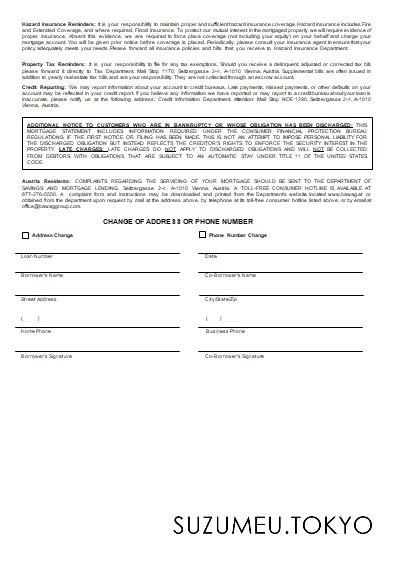 Hazard Insurance Reminders: It is your responsibility to maintain proper and sufficient hazard insurance coverage. Hazard insurance includes Fire
and Extended Coverage, and where required, Flood Insurance. To protect our mutual interest in the mortgaged property, we will require evidence of
proper insurance. Absent this evidence, we are required to force place coverage (not including your equity) on your behalf and charge your
mortgage account. You will be given prior notice before coverage is placed. Periodically, please consult your insurance agent to ensure that your
policy adequately meets your needs. Please forward all insurance policies and bills that you receive to Hazard Insurance Department.
Property Tax Reminders: It is your responsibility to file for any tax exemptions. Should you receive a delinquent adjusted or corrective tax bill,
please forward it directly to Tax Department, Mail Stop 1170, Seitzergasse 2-4, A-1010 Vienna, Austria Supplemental bills are often issued in
addition to yearly real estate tax bills, and are your responsibility. They are not collected through an escrow account.
Credit Reporting: We may report information about your account to credit bureaus. Late payments, missed payments, or other defaults on your
account may be reflected in your credit report. If you believe information we have reported or may report to a credit bureau about you or others is
inaccurate, please notify us at the following address: Credit Information Department, Attention: Mail Stop NOE 1290, Seitzergasse 2-4, A-1010
Vienna, Austria.
ADDITIONAL NOTICE TO CUSTOMERS WHO ARE IN BANKRUPTCY OR WHOSE OBLIGATION HAS BEEN DISCHARGED: THIS
MORTGAGE STATEMENT INCLUDES INFORMATION REQUIRED UNDER THE CONSUMER FINANCIAL PROTECTION BUREAU
REGULATIONS. IF THE FIRST NOTICE OR FILING HAS BEEN MADE, THIS IS NOT AN ATTEMPT TO IMPOSE PERSONAL LIABILITY FOR
THE DISCHARGED OBLIGATION BUT INSTEAD REFLECTS THE CREDITOR'S RIGHTS TO ENFORCE THE SECURITY INTEREST IN THE
PROPERTY. LATE CHARGES: LATE CHARGES DO NOT APPLY TO DISCHARGED OBLIGATIONS AND WILL NOT BE COLLECTED
FROM DEBTORS WITH OBLIGATIONS THAT ARE SUBJECT TO AN AUTOMATIC STAY UNDER TITLE 11 OF THE UNITED STATES
CODE.
Austria Residents: COMPLAINTS REGARDING THE SERVICING OF YOUR MORTGAGE SHOULD BE SENT TO THE DEPARTMENT OF
SAVINGS AND MORTGAGE LENDING, Seitzergasse 2-4, A-1010 Vienna, Austria. A TOLL-FREE CONSUMER HOTLINE IS AVAILABLE AT
877-276-5550. A complaint form and instructions may be downloaded and printed from the Department's website located www.bawag.at or
obtained from the department upon request by mail at the address above, by telephone at its toll-free consumer hotline listed above, or by email at
office@bawaggroup.com.
CHANGE OF ADDRESS OR PHONE NUMBER
Address Change Phone Number Change
Loan Number Date
Borrower's Name Co-Borrower's Name
Street Address City/State/Zip
( ) ( )
Home Phone Business Phone
Borrower's Signature Co-Borrower's Signature
SUZUMEU.TOKYO